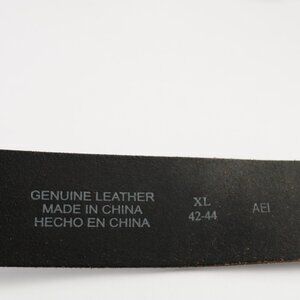 GENUINE LEATHER
MADE IN CHINA
HECHO EN CHINA
XL
42-44
AEI